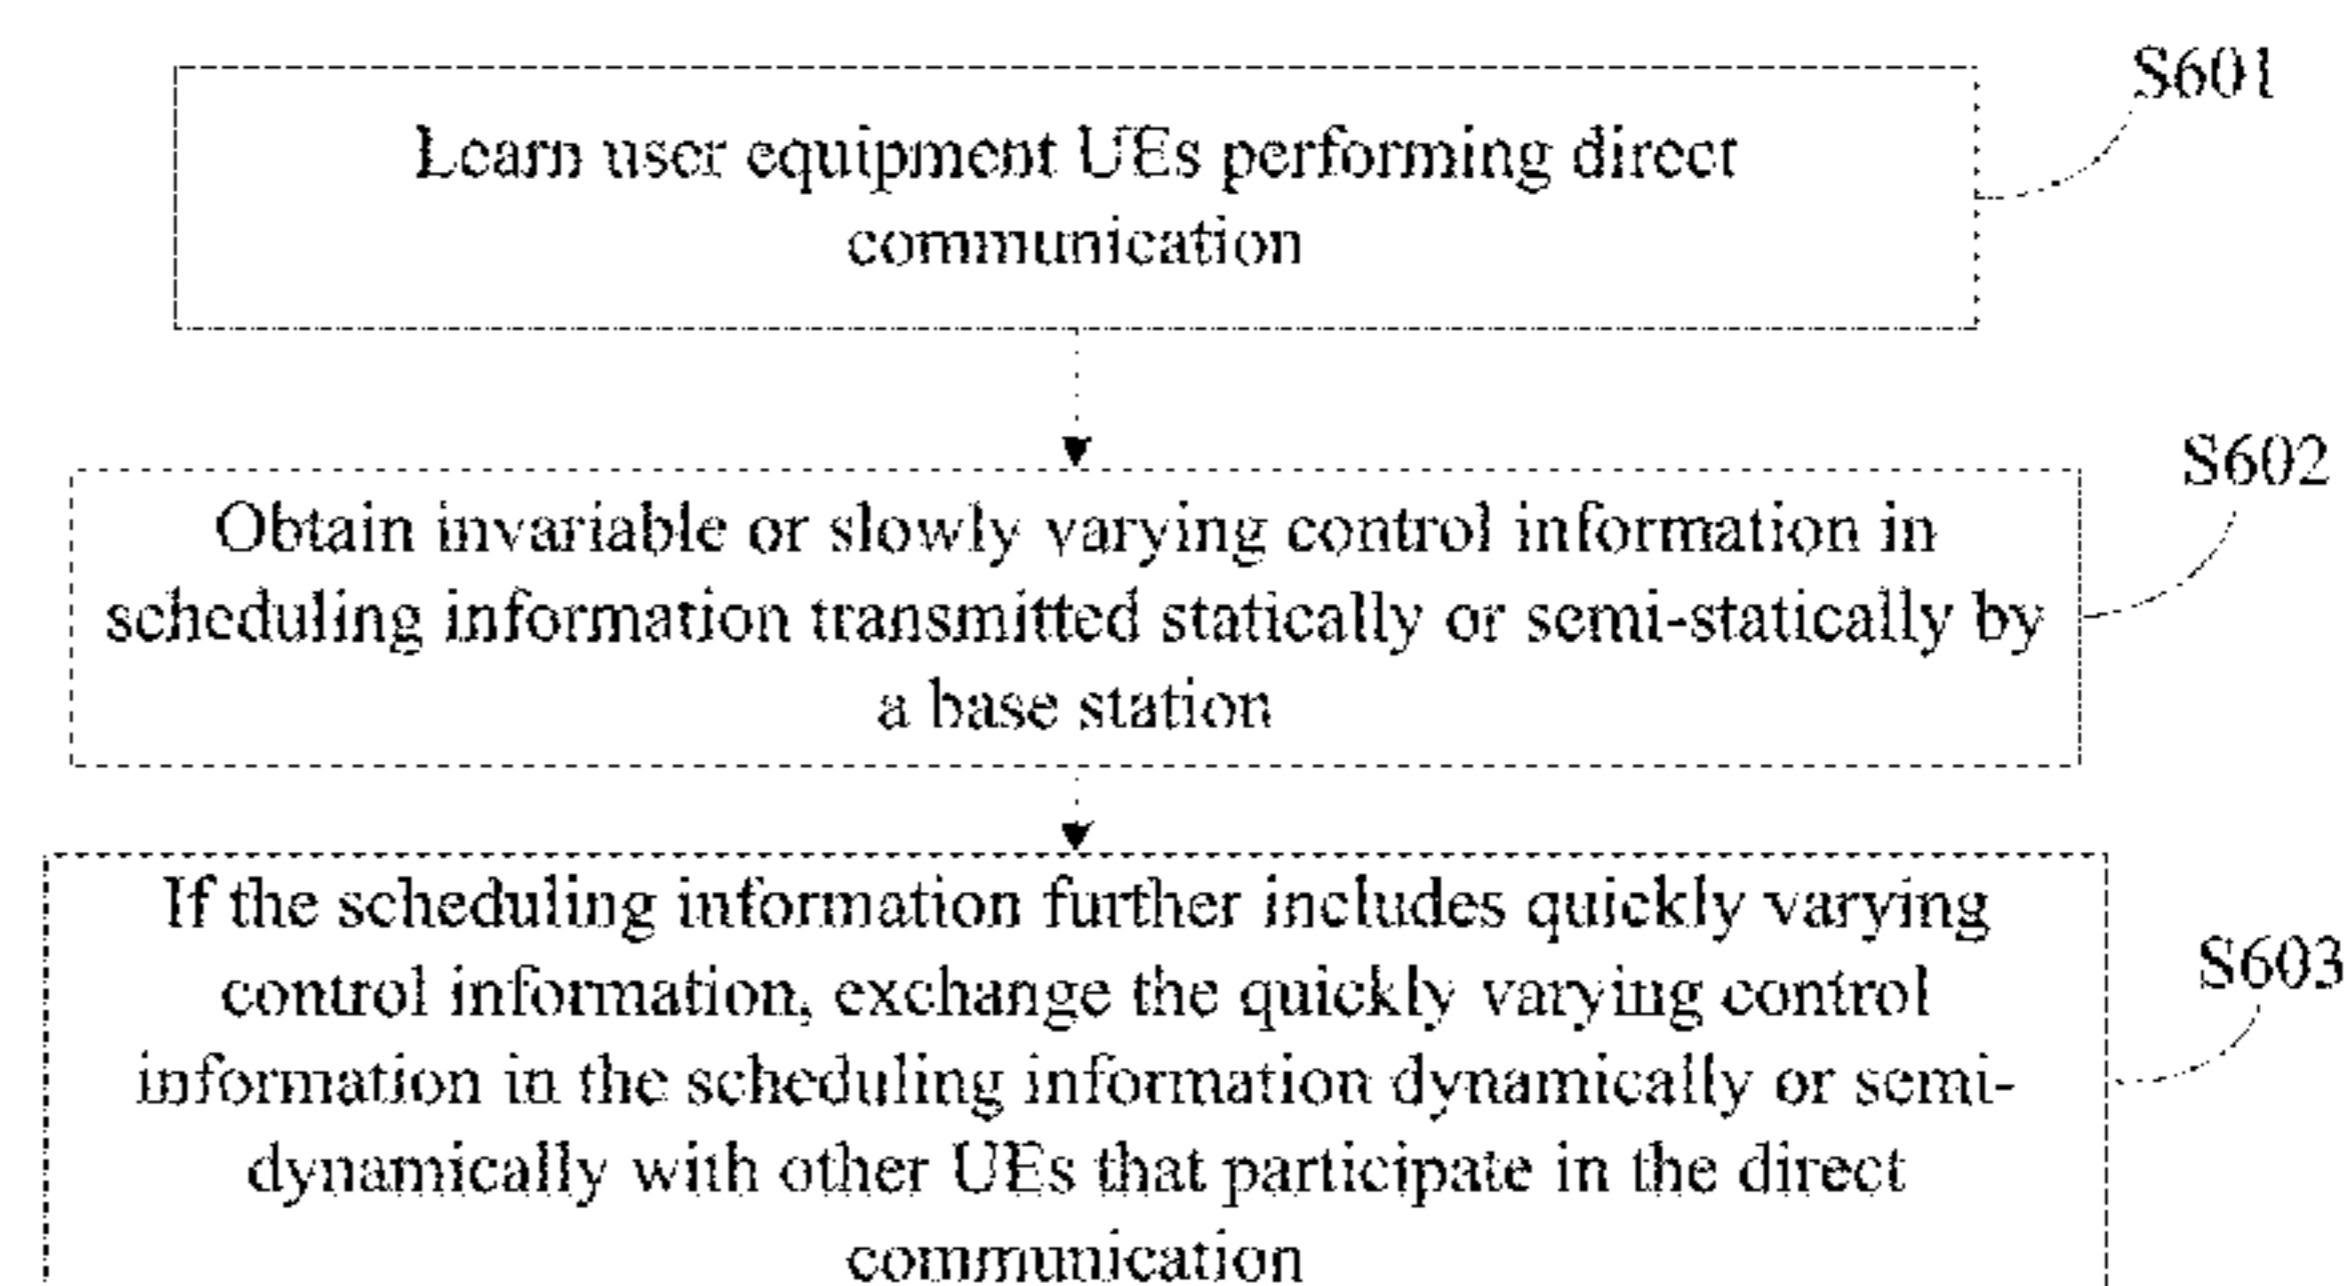 S601
Learn user equipment UEs performing direct
communication
S602
Obtain invariable or slowly varying control information in
scheduling information transmitted statically or semi-statically by
a base station
If the scheduling information further includes quickly varying
S603
control information, exchange the quickly varying control
information in the scheduling information dynamically or semi-
dynamically with other UEs that participate in the direct
communication